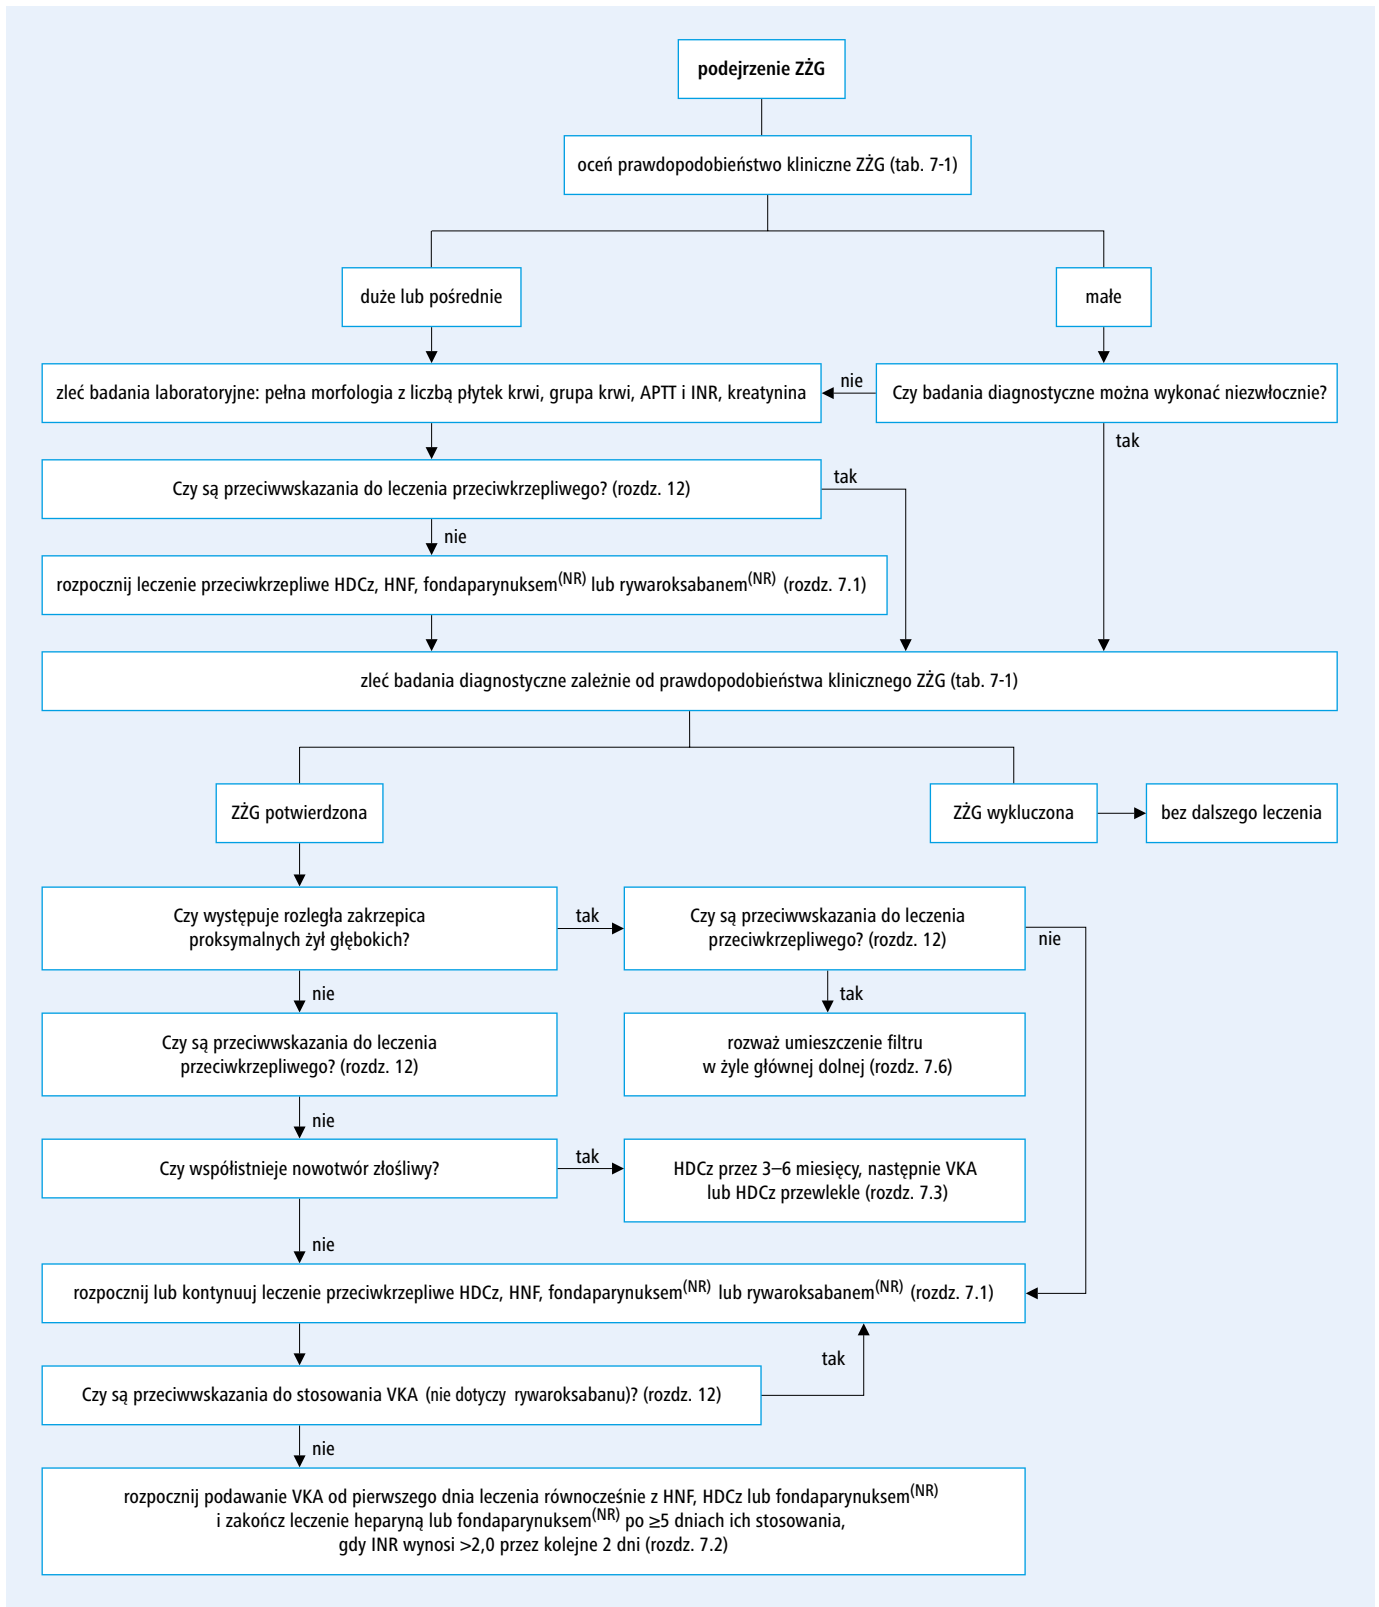 podejrzenie ZŻG
oceń prawdopodobieństwo kliniczne ZŻG (tab. 7-1)
duże lub pośrednie
małe
zleć badania laboratoryjne: pełna morfologia z liczbą płytek krwi, grupa krwi, APTT i INR, kreatynina
nie
Czy badania diagnostyczne można wykonać niezwłocznie?
tak
Czy są przeciwwskazania do leczenia przeciwkrzepliwego? (rozdz. 12)
tak
nie
rozpocznij leczenie przeciwkrzepliwe HDCz, HNF, fondaparynuksem(NR) lub rywaroksabanem(NR) (rozdz. 7.1)
zleć badania diagnostyczne zależnie od prawdopodobieństwa klinicznego ZŻG (tab. 7-1)
ZŻG potwierdzona
ZŻG wykluczona
bez dalszego leczenia
Czy występuje rozległa zakrzepica
proksymalnych żył głębokich?
tak
Czy są przeciwwskazania do leczenia
przeciwkrzepliwego? (rozdz. 12)
nie
nie
tak
Czy są przeciwwskazania do leczenia
przeciwkrzepliwego? (rozdz. 12)
rozważ umieszczenie filtru
w żyle głównej dolnej (rozdz. 7.6)
nie
Czy współistnieje nowotwór złośliwy?
tak
HDCz przez 3–6 miesięcy, następnie VKA
lub HDCz przewlekle (rozdz. 7.3)
nie
rozpocznij lub kontynuuj leczenie przeciwkrzepliwe HDCz, HNF, fondaparynuksem(NR) lub rywaroksabanem(NR) (rozdz. 7.1)
tak
Czy są przeciwwskazania do stosowania VKA (nie dotyczy rywaroksabanu)? (rozdz. 12)
nie
rozpocznij podawanie VKA od pierwszego dnia leczenia równocześnie z HNF, HDCz lub fondaparynuksem(NR)
i zakończ leczenie heparyną lub fondaparynuksem(NR) po ≥5 dniach ich stosowania,
gdy INR wynosi >2,0 przez kolejne 2 dni (rozdz. 7.2)